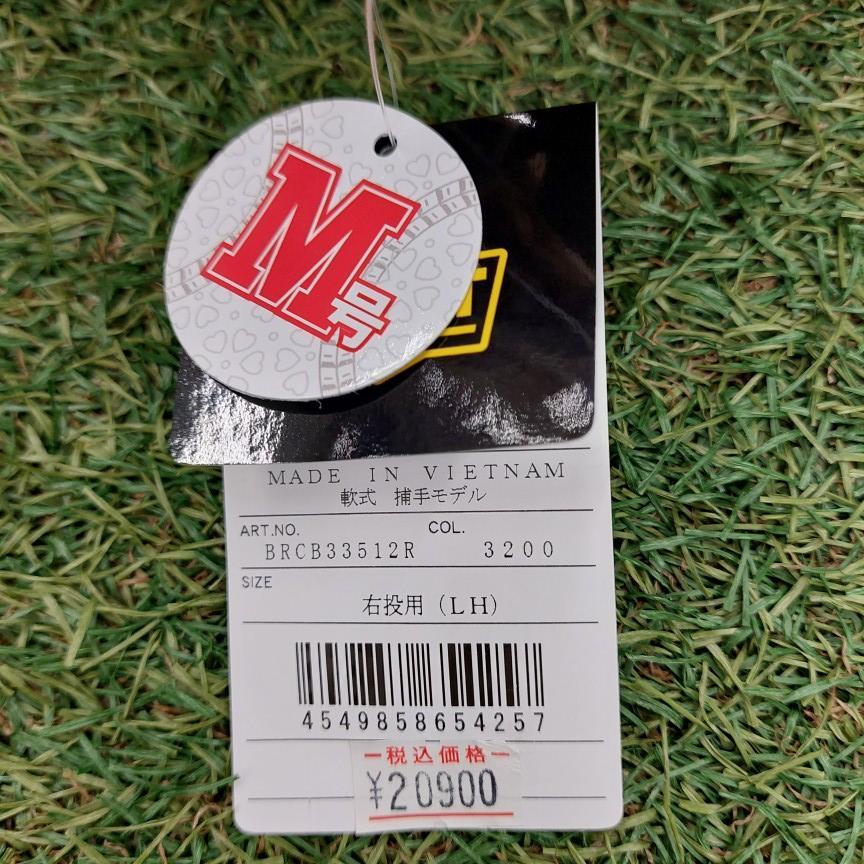 M号
MADE IN VIETNAM
軟式 捕手モデル
ART.NO. COL.
BRCB33512R 3200
SIZE
右投用(LH)
4549858654257
税込価格
¥20900